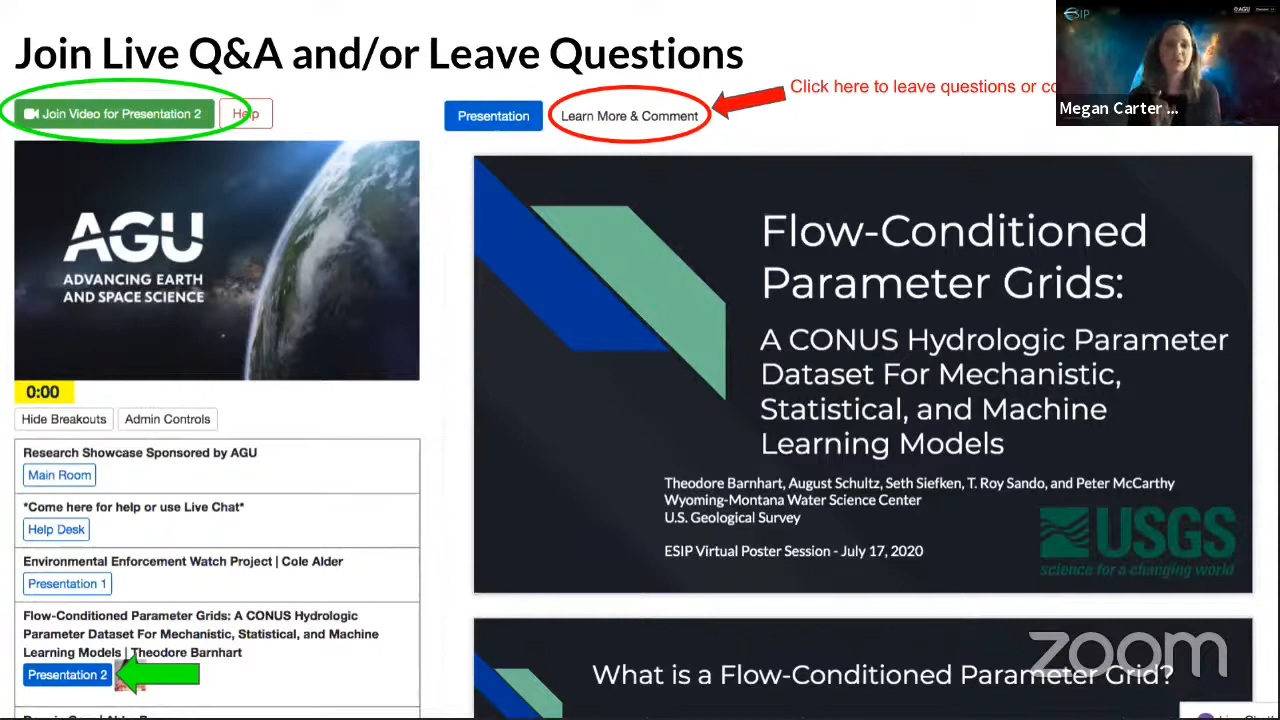 Join Live Q&A and/or Leave Questions
ESIP
AGU
Megan Carter ...
Click here to leave questions or
Join Video for Presentation 2
Help
Presentation
Learn More & Comment
AGU
ADVANCING EARTH
AND SPACE SCIENCE
0:00
Hide Breakouts
Admin Controls
Research Showcase Sponsored by AGU
Main Room
*Come here for help or use Live Chat*
Help Desk
Environmental Enforcement Watch Project | Cole Alder
Presentation 1
Flow-Conditioned Parameter Grids: A CONUS Hydrologic
Parameter Dataset For Mechanistic, Statistical, and Machine
Learning Models | Theodore Barnhart
Presentation 2
Flow-Conditioned
Parameter Grids:
A CONUS Hydrologic Parameter
Dataset For Mechanistic,
Statistical, and Machine
Learning Models
Theodore Barnhart, August Schultz, Seth Siefken, T. Roy Sando, and Peter McCarthy
Wyoming-Montana Water Science Center
U.S. Geological Survey
ESIP Virtual Poster Session - July 17, 2020
USGS
science for a changing world
What is a Flow-Conditioned Parameter Grid?
zoom